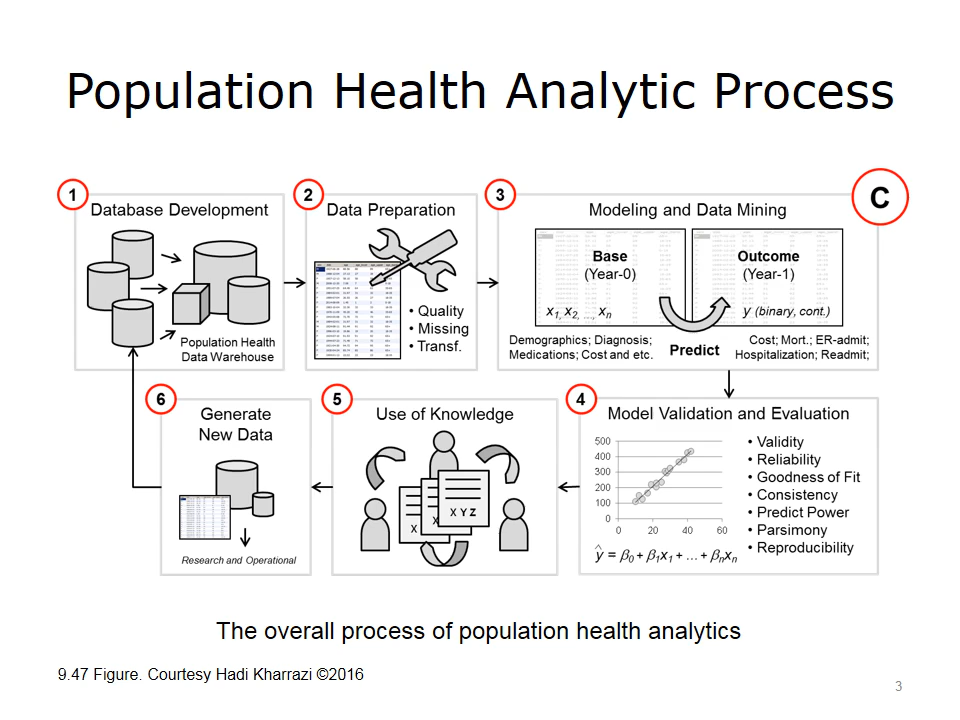 Population Health Analytic Process
1
Database Development
Population Health
Data Warehouse
2
Data Preparation
• Quality
• Missing
• Transf.
3
Modeling and Data Mining
C
Base
(Year-0)
x1, x2, ..., xn
Outcome
(Year-1)
y (binary, cont.)
Demographics; Diagnosis;
Medications; Cost and etc.
Predict
Cost; Mort.; ER-admit;
Hospitalization; Readmit;
4
Model Validation and Evaluation
500
400
300
200
100
0
0 20 40 60
ŷ = β0 + β1x1 + ... + βnxn
• Validity
• Reliability
• Goodness of Fit
• Consistency
• Predict Power
• Parsimony
• Reproducibility
5
Use of Knowledge
X
X Y Z
6
Generate
New Data
Research and Operational
The overall process of population health analytics
9.47 Figure. Courtesy Hadi Kharrazi ©2016
3